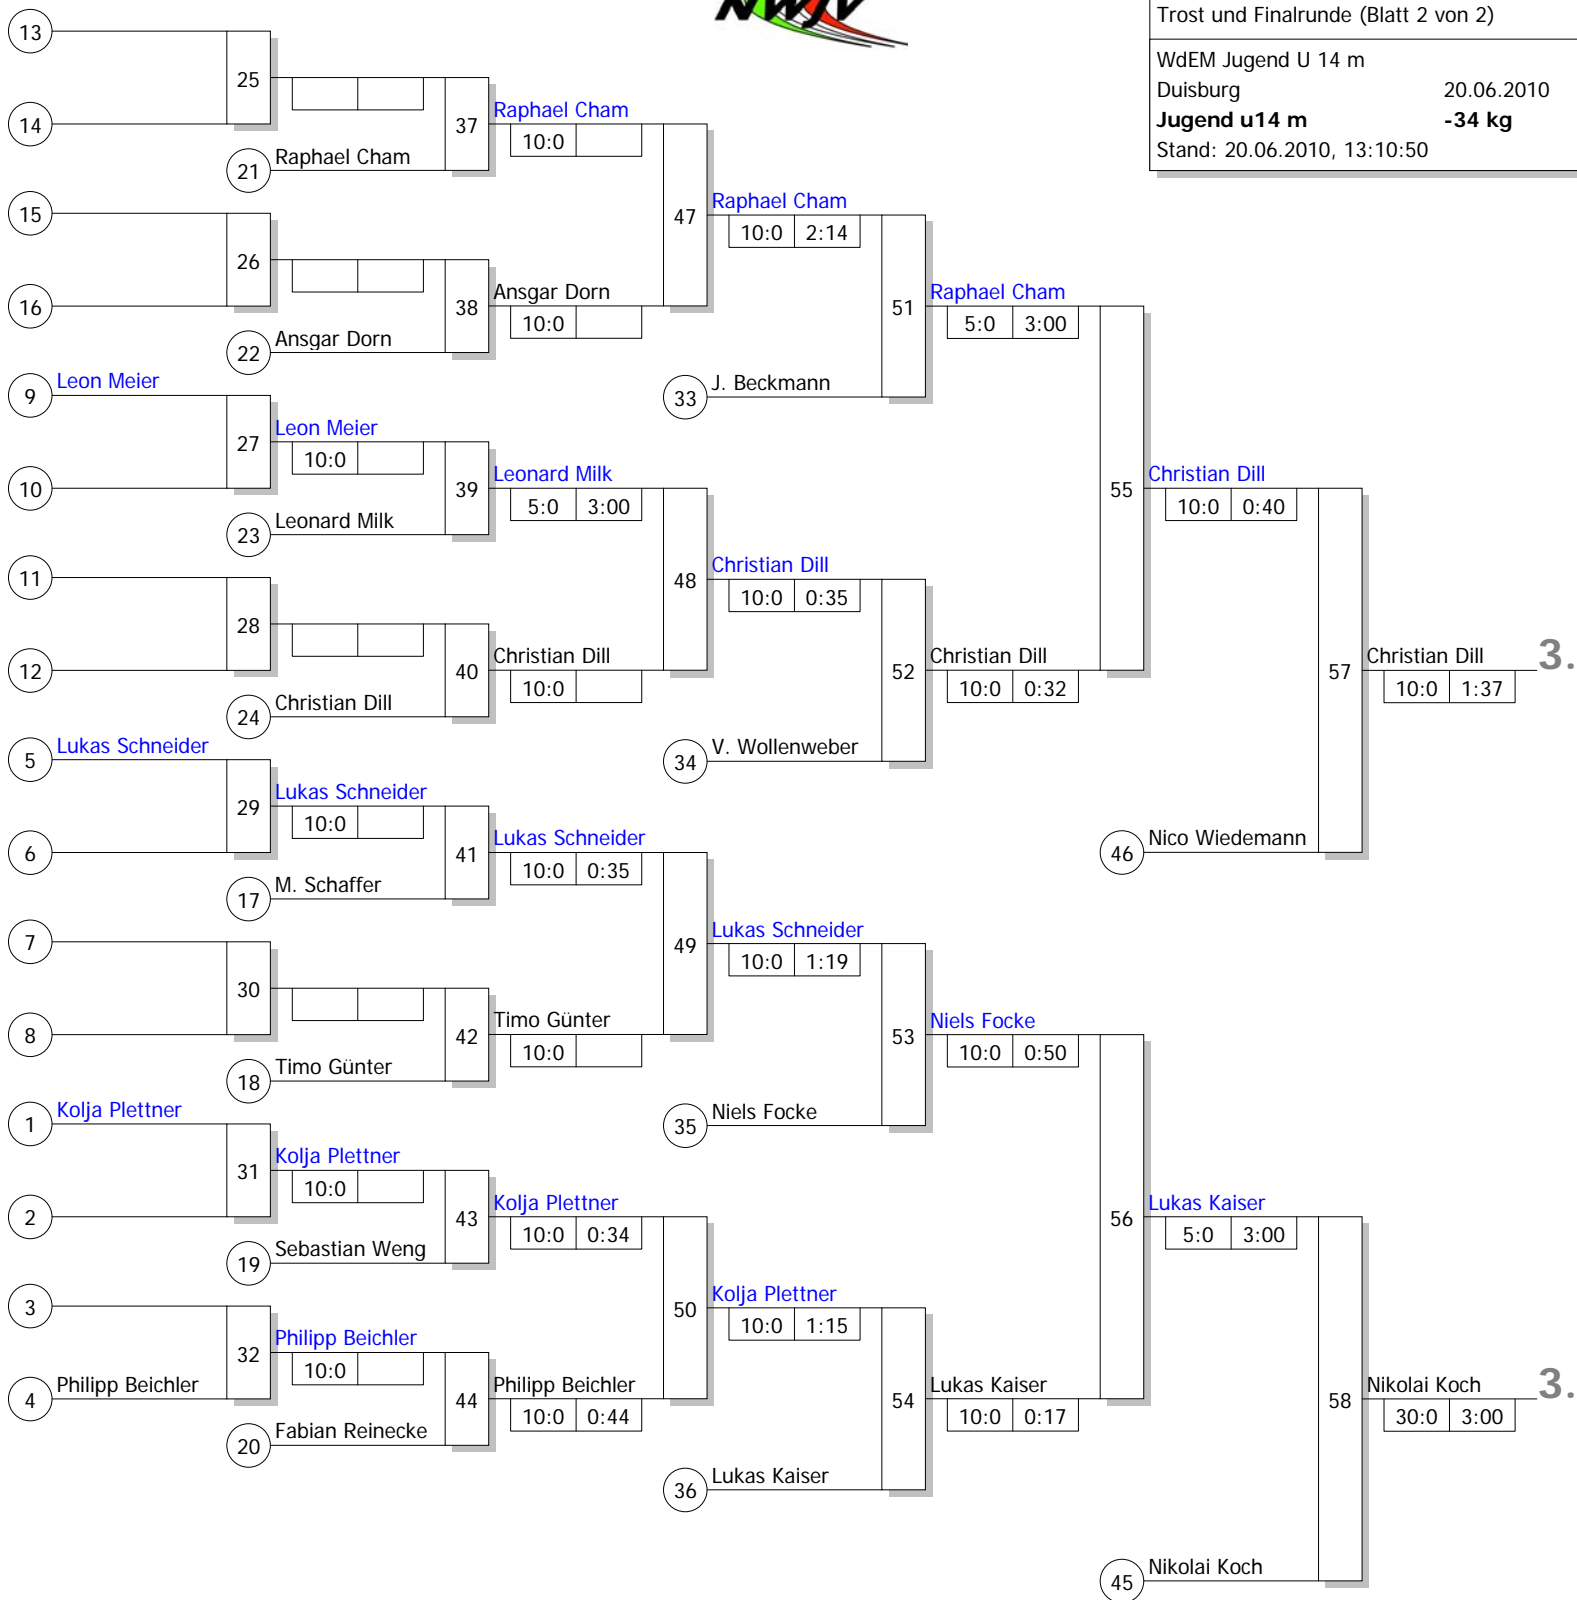 NWJV
Trost und Finalrunde (Blatt 2 von 2)
WdEM Jugend U 14 m
Duisburg 20.06.2010
Jugend u14 m -34 kg
Stand: 20.06.2010, 13:10:50
13
25
14
37
Raphael Cham
10:0
21
Raphael Cham
47
Raphael Cham
10:0 2:14
15
26
16
38
Ansgar Dorn
10:0
22
Ansgar Dorn
51
Raphael Cham
5:0 3:00
33
J. Beckmann
9
Leon Meier
27
Leon Meier
10:0
10
39
Leonard Milk
5:0 3:00
23
Leonard Milk
55
Christian Dill
10:0 0:40
11
28
12
48
Christian Dill
10:0 0:35
40
Christian Dill
10:0
24
Christian Dill
52
Christian Dill
10:0 0:32
34
V. Wollenweber
57
Christian Dill
10:0 1:37
3.
46
Nico Wiedemann
5
Lukas Schneider
29
Lukas Schneider
10:0
6
41
Lukas Schneider
10:0 0:35
17
M. Schaffer
49
Lukas Schneider
10:0 1:19
7
30
8
42
Timo Günter
10:0
18
Timo Günter
53
Niels Focke
10:0 0:50
35
Niels Focke
1
Kolja Plettner
31
Kolja Plettner
10:0
2
43
Kolja Plettner
10:0 0:34
19
Sebastian Weng
56
Lukas Kaiser
5:0 3:00
50
Kolja Plettner
10:0 1:15
3
32
Philipp Beichler
10:0
4
Philipp Beichler
44
Philipp Beichler
10:0 0:44
20
Fabian Reinecke
54
Lukas Kaiser
10:0 0:17
36
Lukas Kaiser
58
Nikolai Koch
30:0 3:00
3.
45
Nikolai Koch